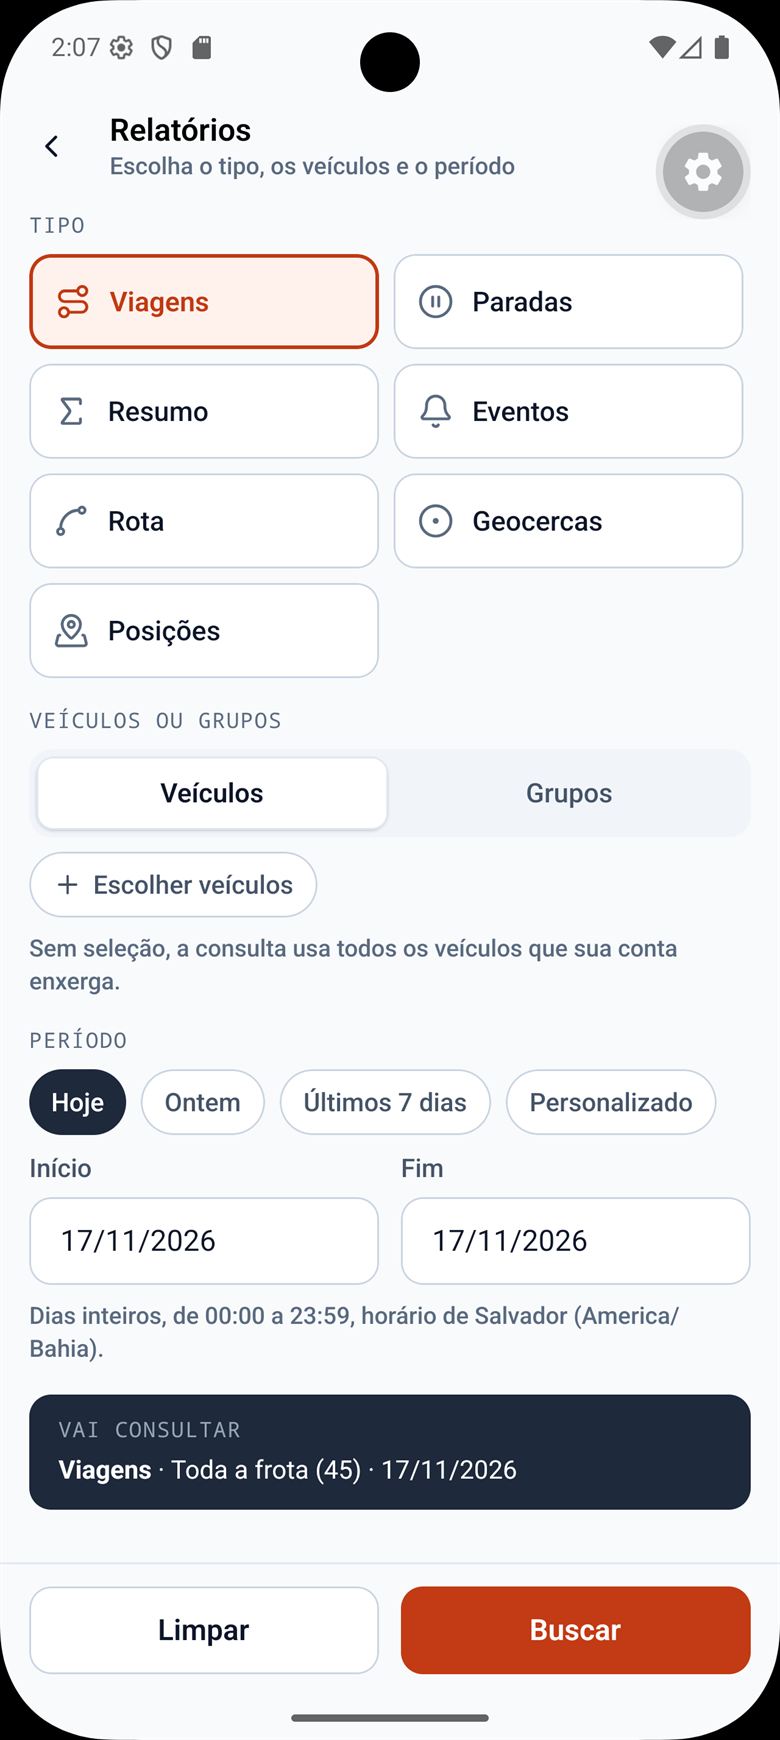 2:07
Relatórios
Escolha o tipo, os veículos e o período
TIPO
Viagens
Paradas
Resumo
Eventos
Rota
Geocercas
Posições
VEÍCULOS OU GRUPOS
Veículos
Grupos
+ Escolher veículos
Sem seleção, a consulta usa todos os veículos que sua conta
enxerga.
PERÍODO
Hoje
Ontem
Últimos 7 dias
Personalizado
Início
Fim
17/11/2026
17/11/2026
Dias inteiros, de 00:00 a 23:59, horário de Salvador (America/
Bahia).
VAI CONSULTAR
Viagens · Toda a frota (45) · 17/11/2026
Limpar
Buscar